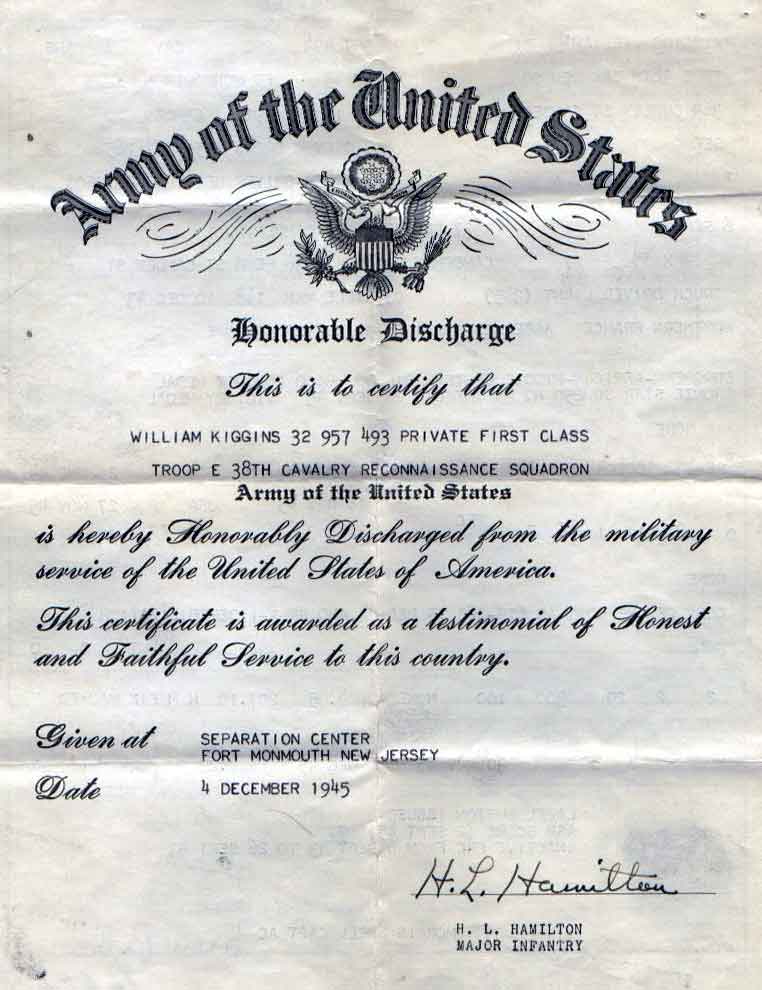 Army of the United States
Honorable Discharge
This is to certify that
WILLIAM KIGGINS 32 957 493 PRIVATE FIRST CLASS
TROOP E 38TH CAVALRY RECONNAISSANCE SQUADRON
Army of the United States
is hereby Honorably Discharged from the military
service of the United States of America.
This certificate is awarded as a testimonial of Honest
and Faithful Service to this country.
Given at SEPARATION CENTER
FORT MONMOUTH NEW JERSEY
Date 4 DECEMBER 1945
H. L. Hamilton
H. L. HAMILTON
MAJOR INFANTRY